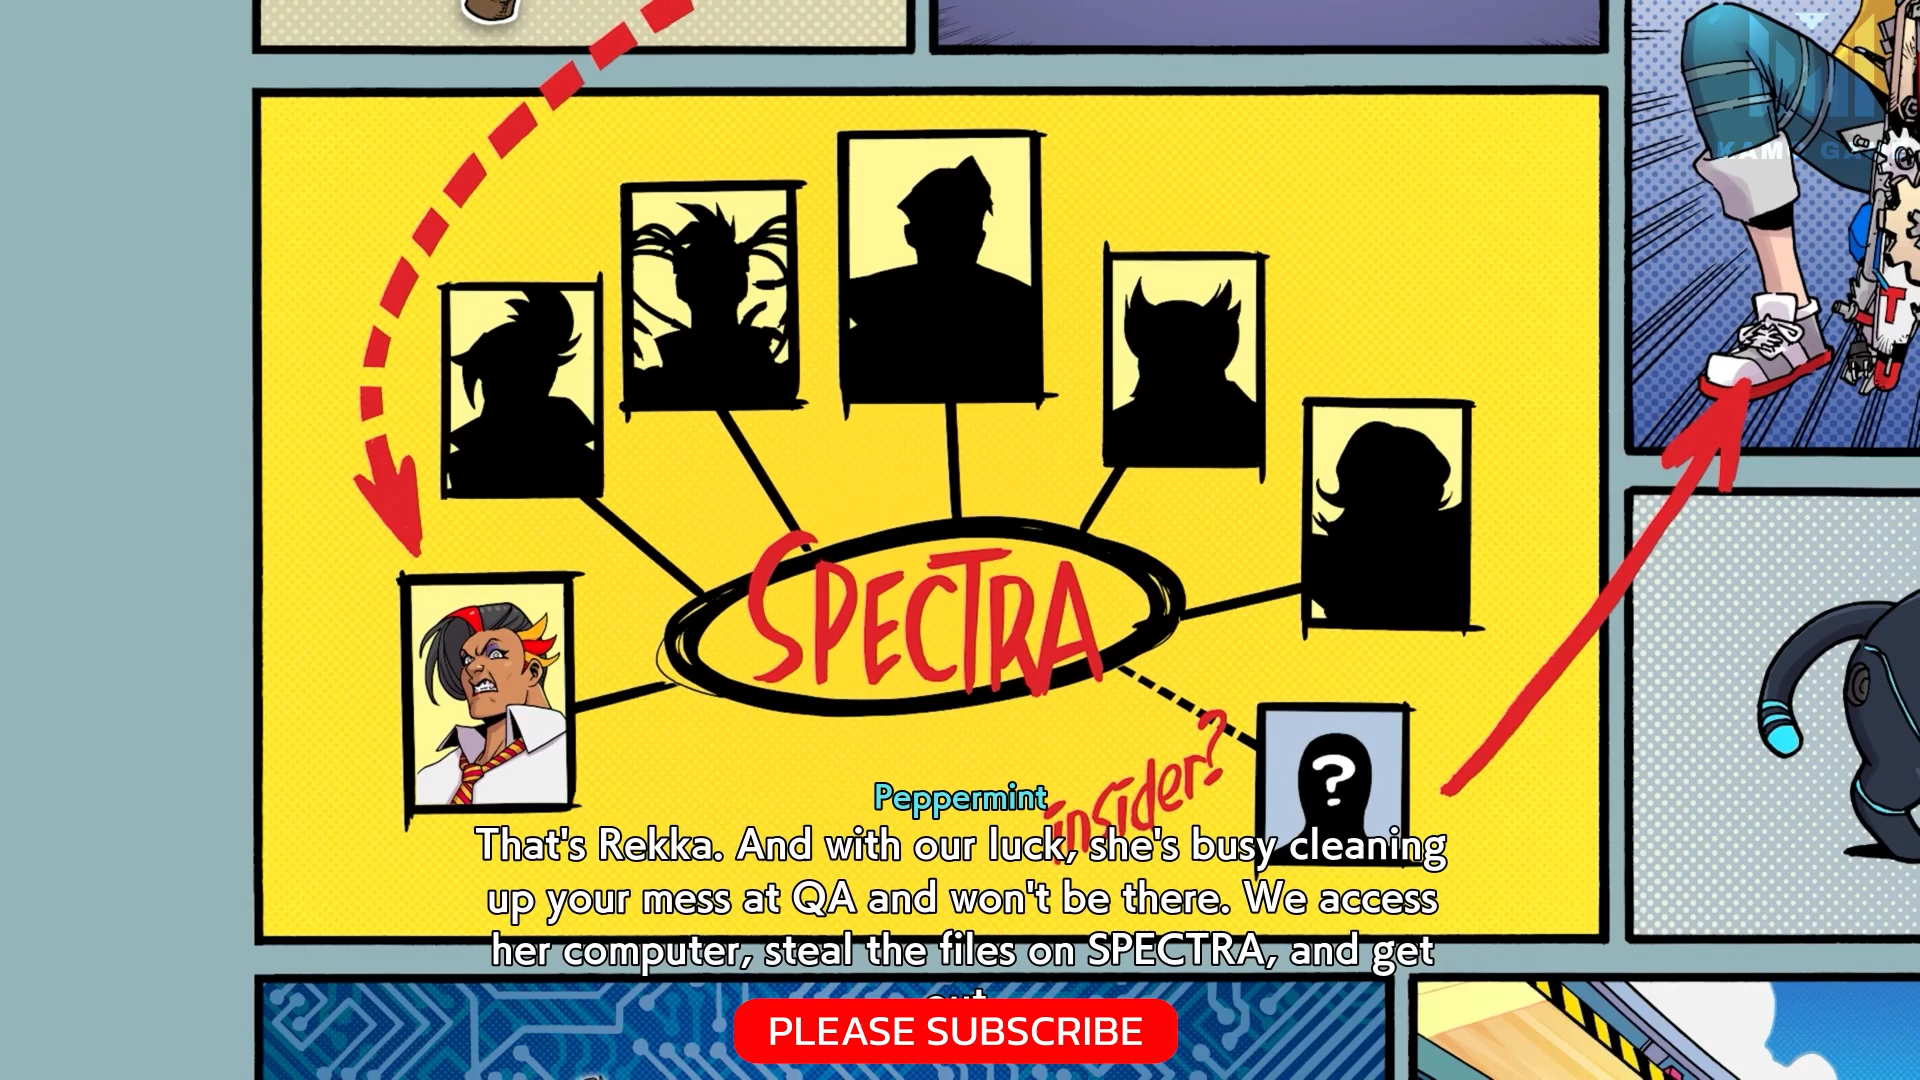 SPECTRA
insider?
?
Peppermint
That's Rekka. And with our luck, she's busy cleaning
up your mess at QA and won't be there. We access
her computer, steal the files on SPECTRA, and get
PLEASE SUBSCRIBE